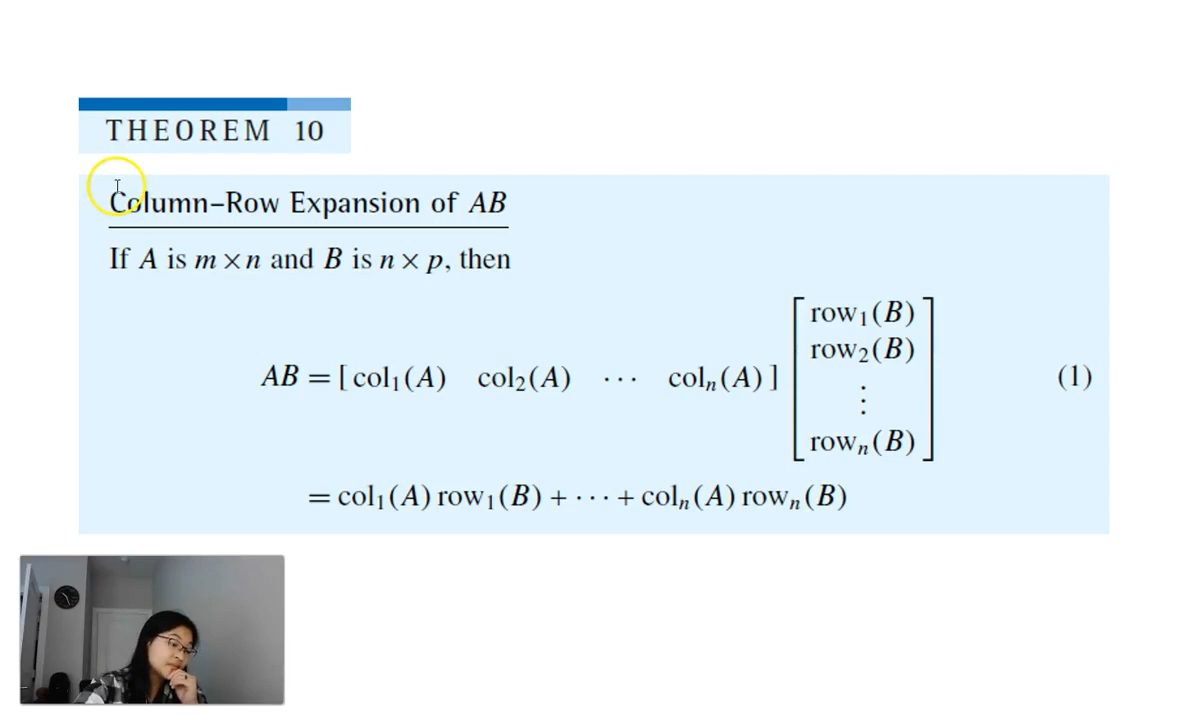 THEOREM 10
Column–Row Expansion of AB
If A is m × n and B is n × p, then
AB = [ col₁(A) col₂(A) ··· colₙ(A) ] [ row₁(B) row₂(B) ⋮ rowₙ(B) ] (1)
= col₁(A) row₁(B) + ··· + colₙ(A) rowₙ(B)